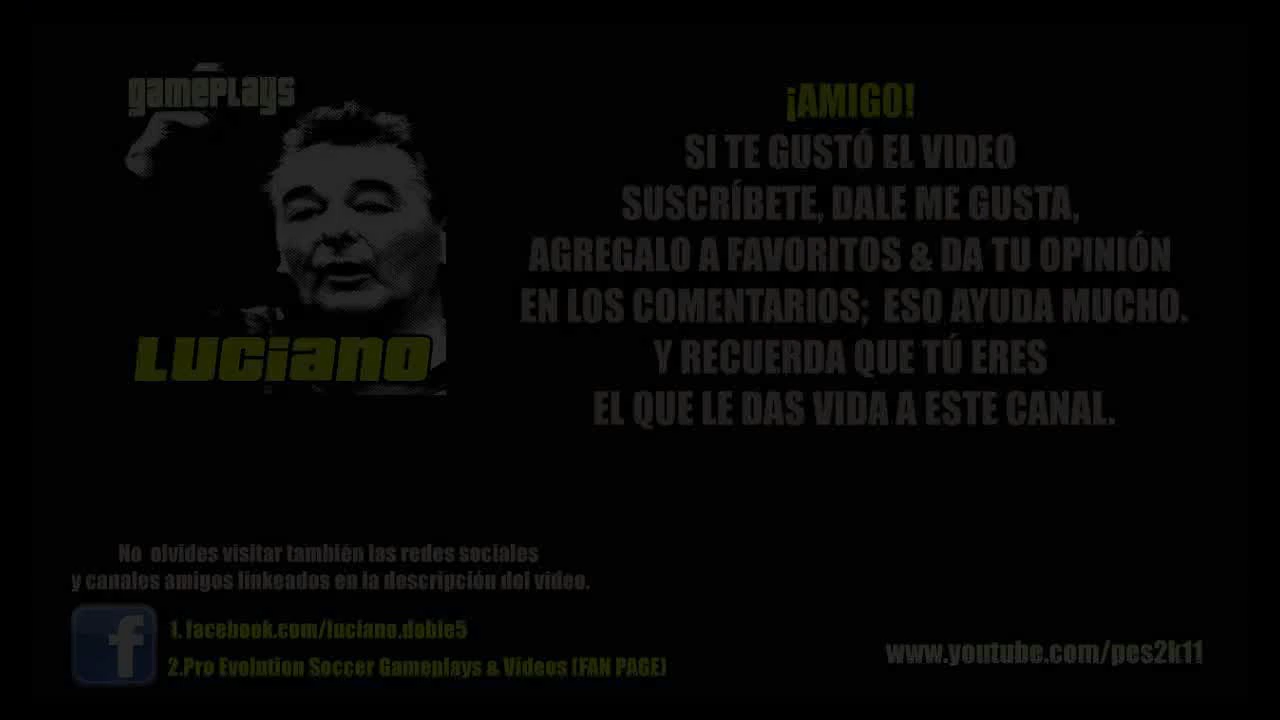 GAMEPLAYS
LUCIANO
¡AMIGO!
SI TE GUSTÓ EL VIDEO
SUSCRÍBETE, DALE ME GUSTA,
AGREGALO A FAVORITOS & DA TU OPINIÓN
EN LOS COMENTARIOS; ESO AYUDA MUCHO.
Y RECUERDA QUE TÚ ERES
EL QUE LE DAS VIDA A ESTE CANAL.
No olvides visitar también las redes sociales
y canales amigos linkeados en la descripción del vídeo.
f
1. facebook.com/luciano.doble5
2.Pro Evolution Soccer Gameplays & Vídeos (FAN PAGE)
www.youtube.com/pes2k11